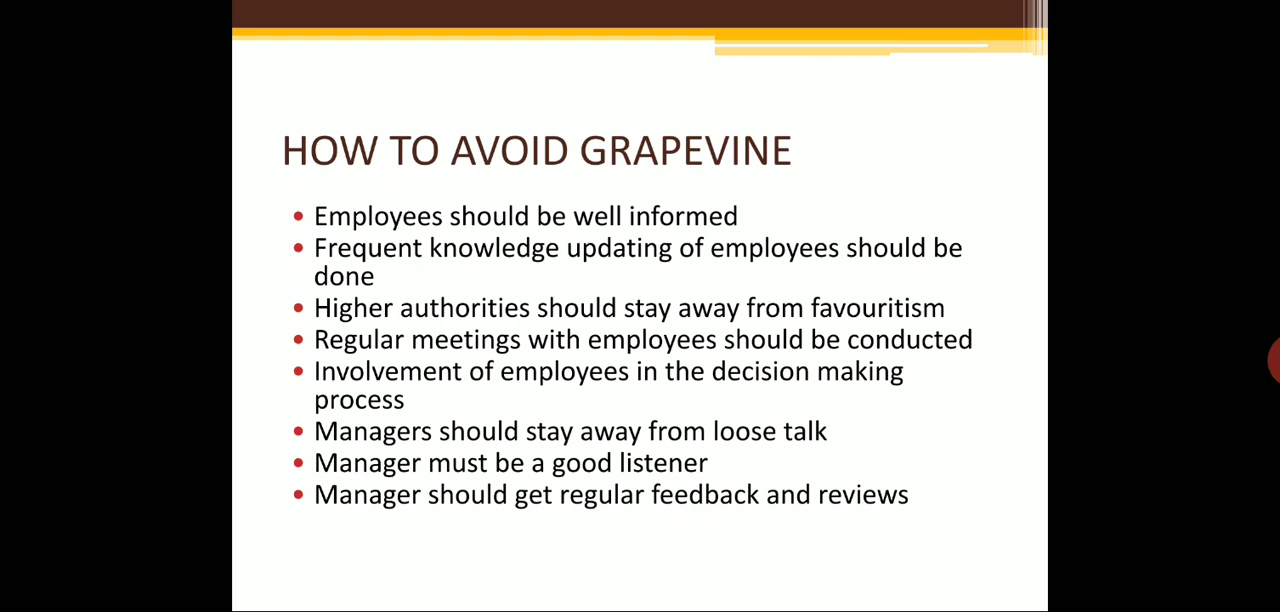 HOW TO AVOID GRAPEVINE
• Employees should be well informed
• Frequent knowledge updating of employees should be
done
• Higher authorities should stay away from favouritism
• Regular meetings with employees should be conducted
• Involvement of employees in the decision making
process
• Managers should stay away from loose talk
• Manager must be a good listener
• Manager should get regular feedback and reviews